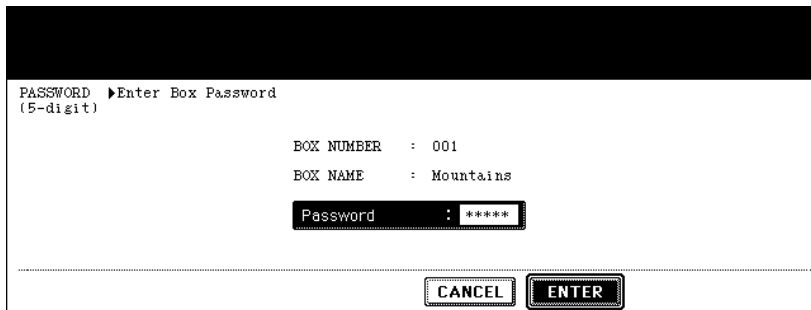 PASSWORD ▶Enter Box Password
(5-digit)
BOX NUMBER : 001
BOX NAME : Mountains
Password : *****
CANCEL ENTER